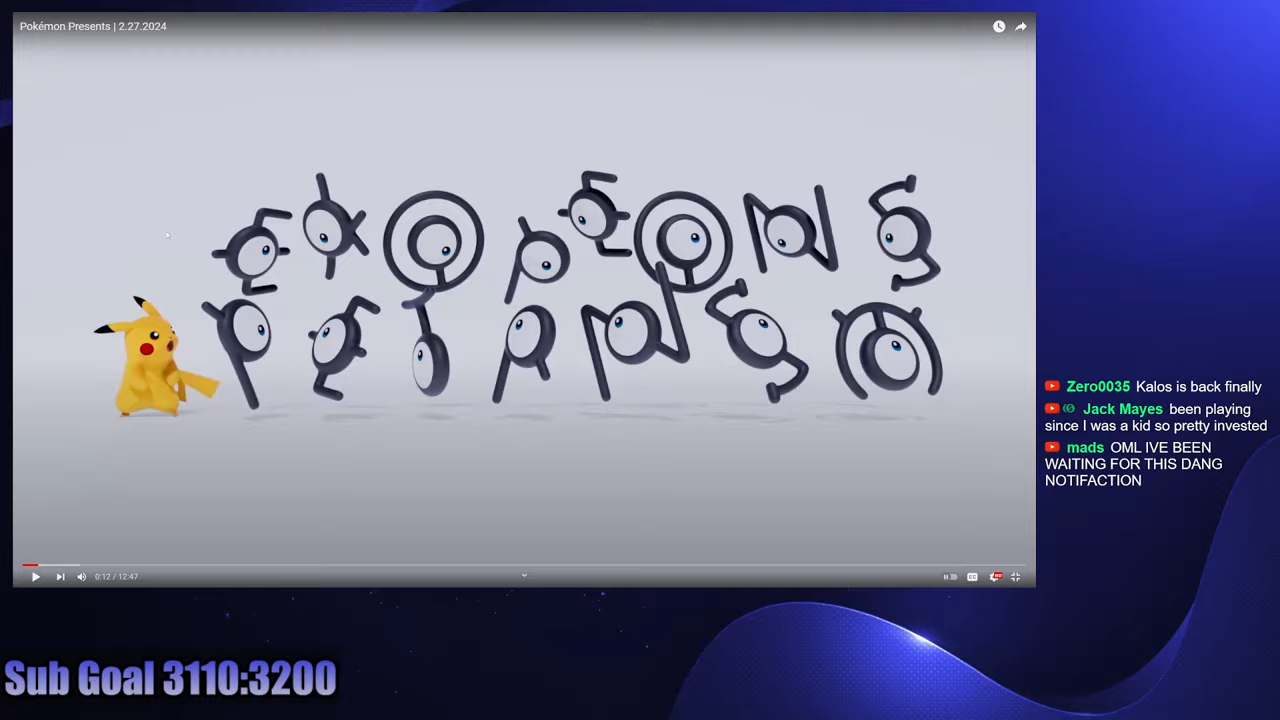 Pokémon Presents | 2.27.2024
E K O P E O N S
P E T R N S M
Zero0035 Kalos is back finally
Jack Mayes been playing
since I was a kid so pretty invested
mads OML IVE BEEN
WAITING FOR THIS DANG
NOTIFACTION
0:12 / 12:47
CC
Sub Goal 3110:3200